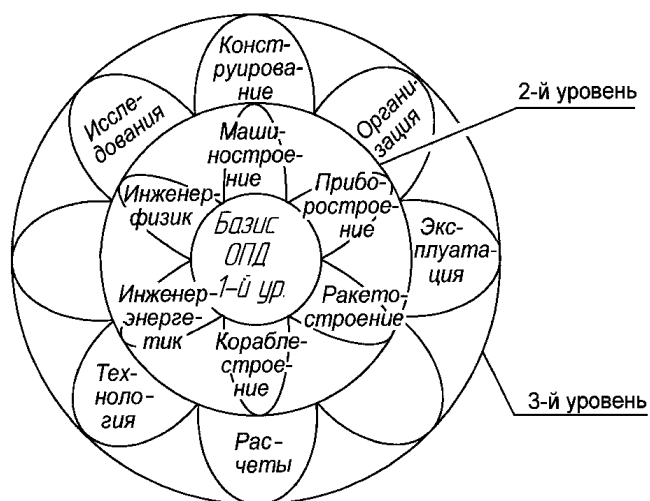 Конст-
руирова-
ние
Иссле-
дования
Органи-
зация
2-й уровень
Маши-
ностро-
ние
Инженер-
физик
Прибо-
ростро-
ение
Базис
ОПД
1-й ур.
Экс-
плуата-
ция
Инженер-
энерге-
тик
Ракето-
строение
Корабле-
строе-
ние
Тех-
ноло-
гия
Рас-
четы
3-й уровень